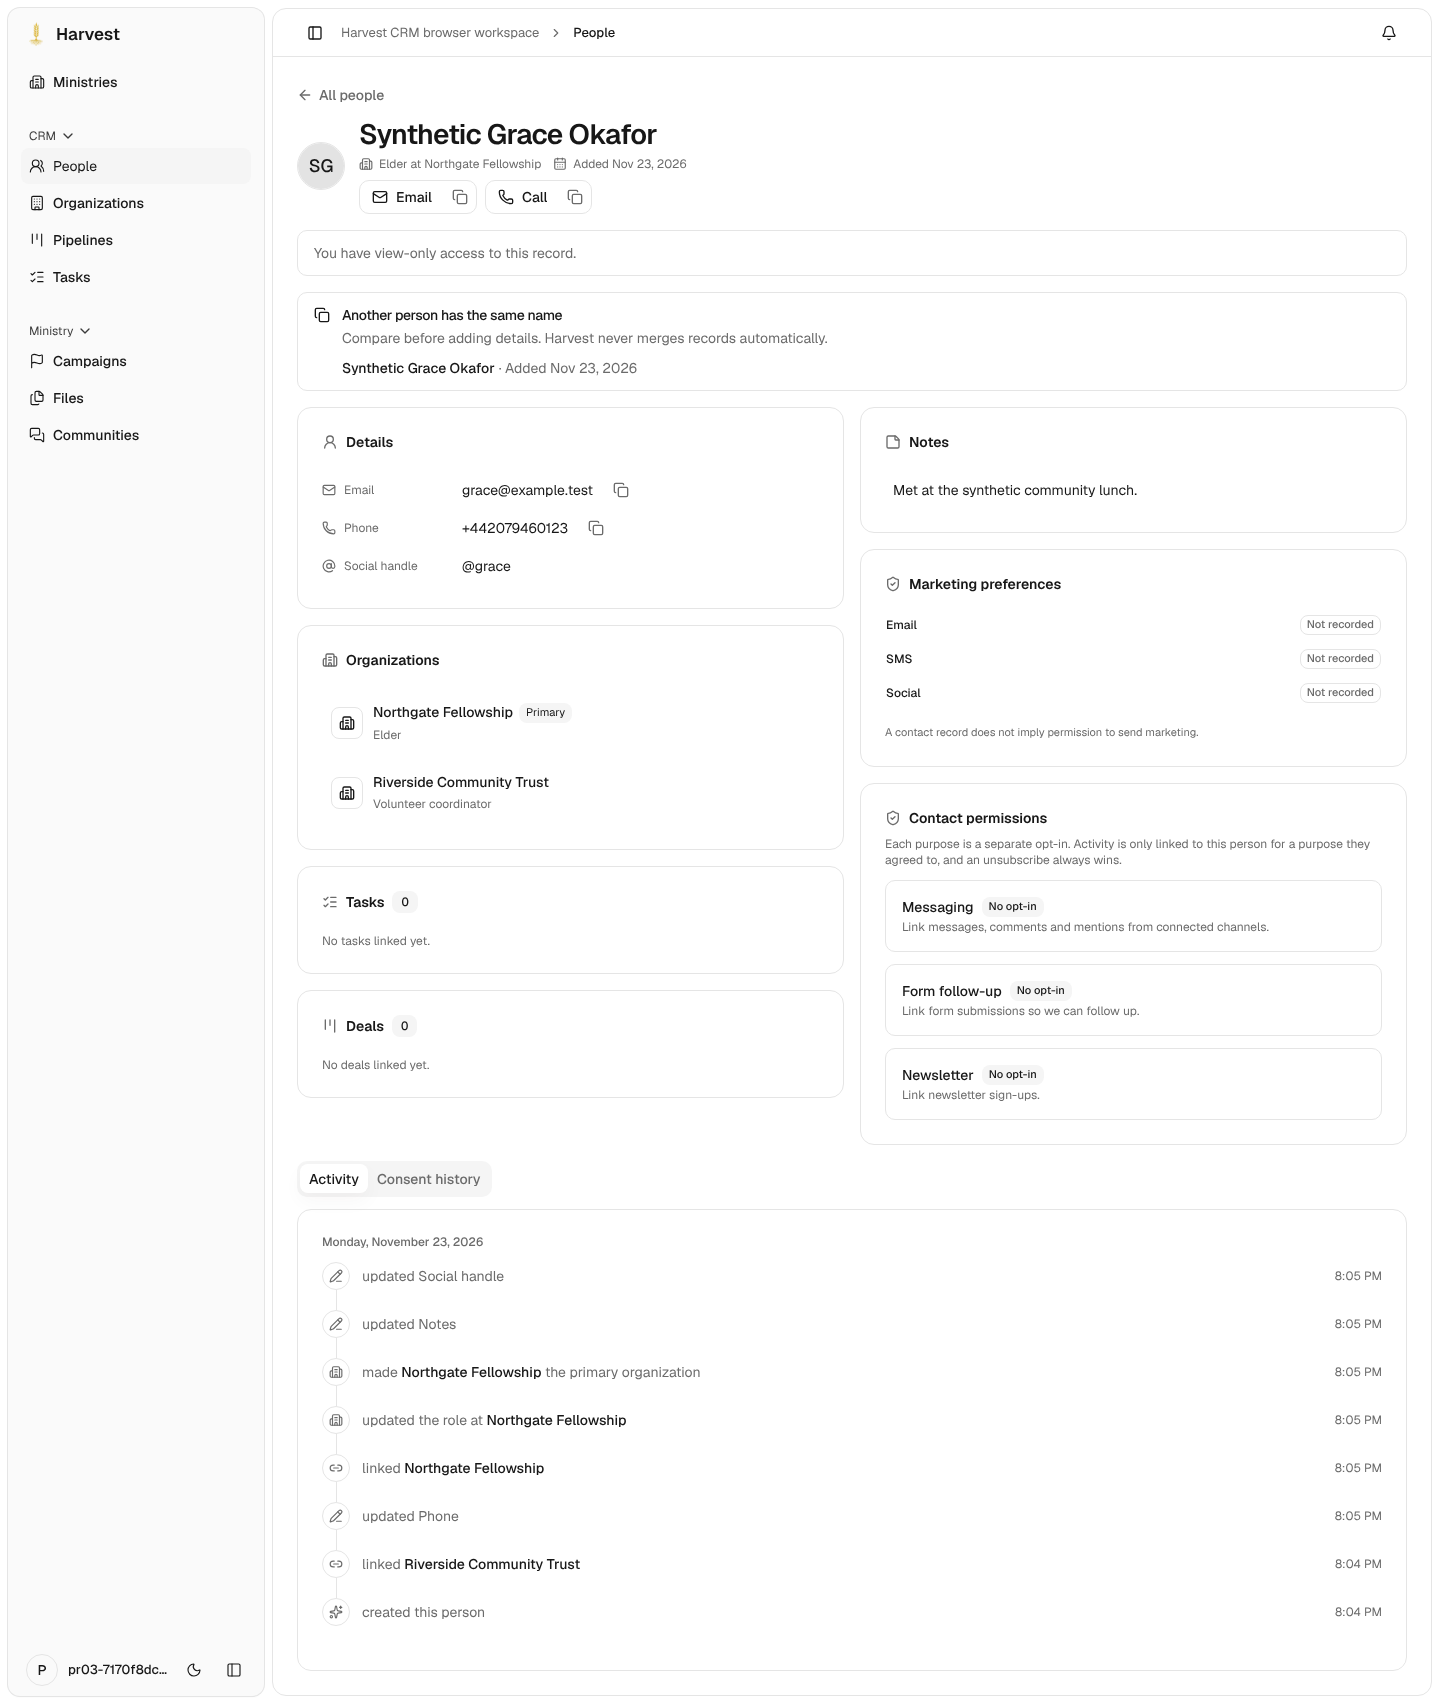 Harvest
Ministries
CRM
People
Organizations
Pipelines
Tasks
Ministry
Campaigns
Files
Communities
P
pr03-7170f8dc...
Harvest CRM browser workspace
People
All people
SG
Synthetic Grace Okafor
Elder at Northgate Fellowship
Added Nov 23, 2026
Email
Call
You have view-only access to this record.
Another person has the same name
Compare before adding details. Harvest never merges records automatically.
Synthetic Grace Okafor · Added Nov 23, 2026
Details
Email
grace@example.test
Phone
+442079460123
Social handle
@grace
Organizations
Northgate Fellowship
Primary
Elder
Riverside Community Trust
Volunteer coordinator
Tasks
0
No tasks linked yet.
Deals
0
No deals linked yet.
Notes
Met at the synthetic community lunch.
Marketing preferences
Email
Not recorded
SMS
Not recorded
Social
Not recorded
A contact record does not imply permission to send marketing.
Contact permissions
Each purpose is a separate opt-in. Activity is only linked to this person for a purpose they
agreed to, and an unsubscribe always wins.
Messaging
No opt-in
Link messages, comments and mentions from connected channels.
Form follow-up
No opt-in
Link form submissions so we can follow up.
Newsletter
No opt-in
Link newsletter sign-ups.
Activity
Consent history
Monday, November 23, 2026
updated Social handle
8:05 PM
updated Notes
8:05 PM
made Northgate Fellowship the primary organization
8:05 PM
updated the role at Northgate Fellowship
8:05 PM
linked Northgate Fellowship
8:05 PM
updated Phone
8:05 PM
linked Riverside Community Trust
8:04 PM
created this person
8:04 PM